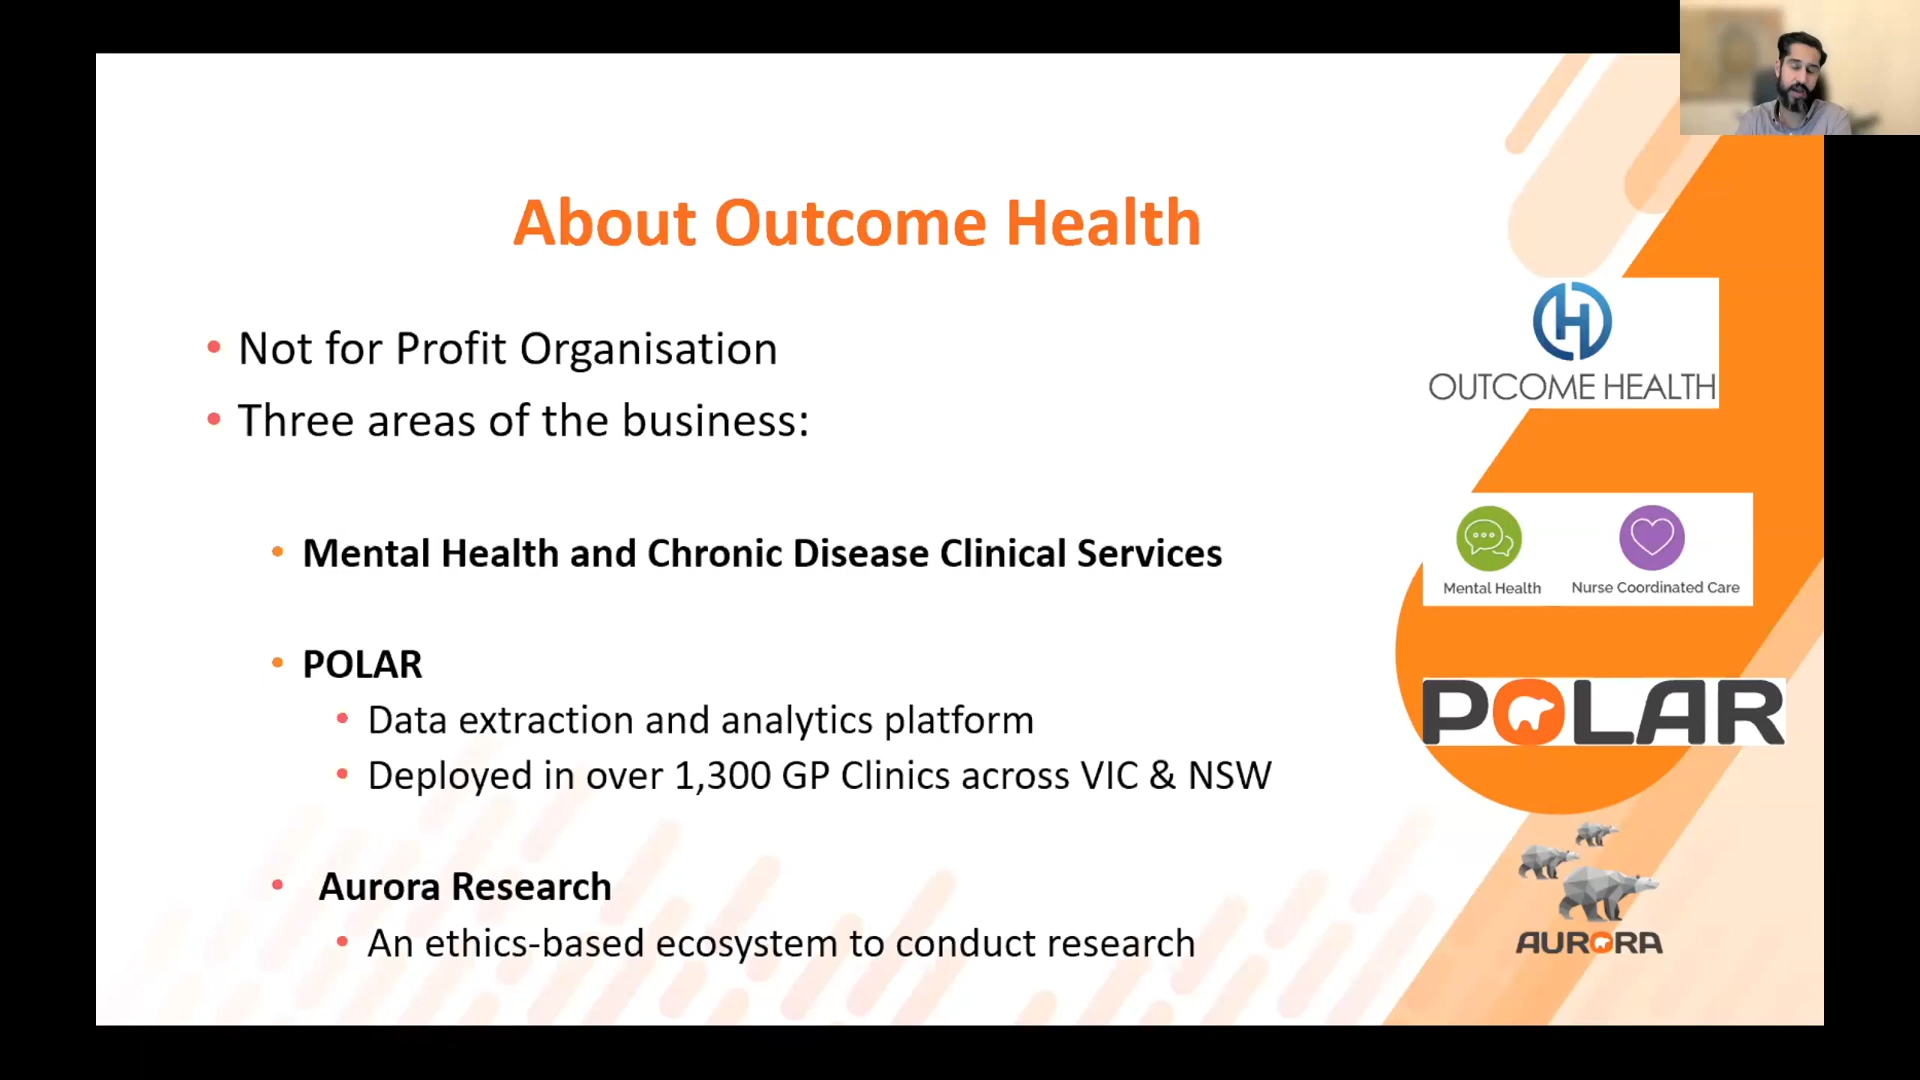 About Outcome Health
• Not for Profit Organisation
• Three areas of the business:
• Mental Health and Chronic Disease Clinical Services
• POLAR
• Data extraction and analytics platform
• Deployed in over 1,300 GP Clinics across VIC & NSW
• Aurora Research
• An ethics-based ecosystem to conduct research
OUTCOME HEALTH
Mental Health
Nurse Coordinated Care
POLAR
AURORA